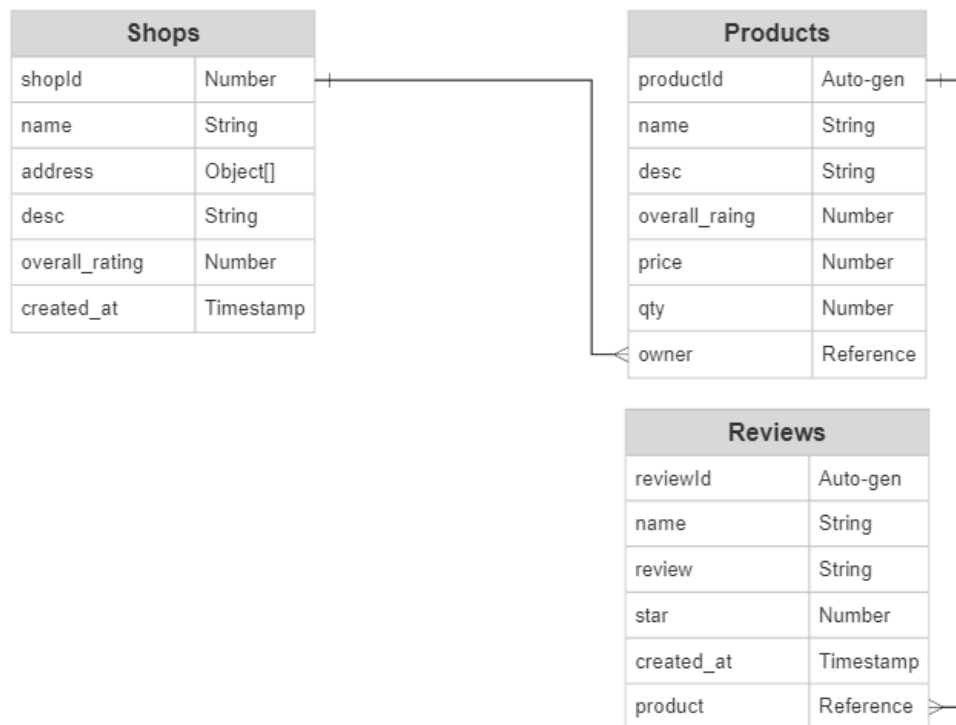 Shops
shopId Number
name String
address Object[]
desc String
overall_rating Number
created_at Timestamp
Products
productId Auto-gen
name String
desc String
overall_raing Number
price Number
qty Number
owner Reference
Reviews
reviewId Auto-gen
name String
review String
star Number
created_at Timestamp
product Reference